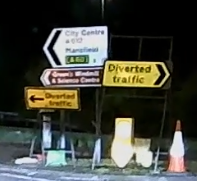 City Centre
A 612
Mansfield
(A 60)
Green's Windmill
& Science Centre
Diverted
traffic
Diverted
traffic